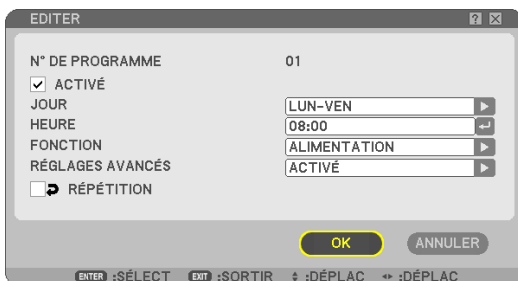 EDITER
N° DE PROGRAMME 01
ACTIVÉ
JOUR LUN-VEN
HEURE 08:00
FONCTION ALIMENTATION
RÉGLAGES AVANCÉS ACTIVÉ
RÉPÉTITION
OK ANNULER
ENTER :SÉLECT EXIT :SORTIR :DÉPLAC :DÉPLAC